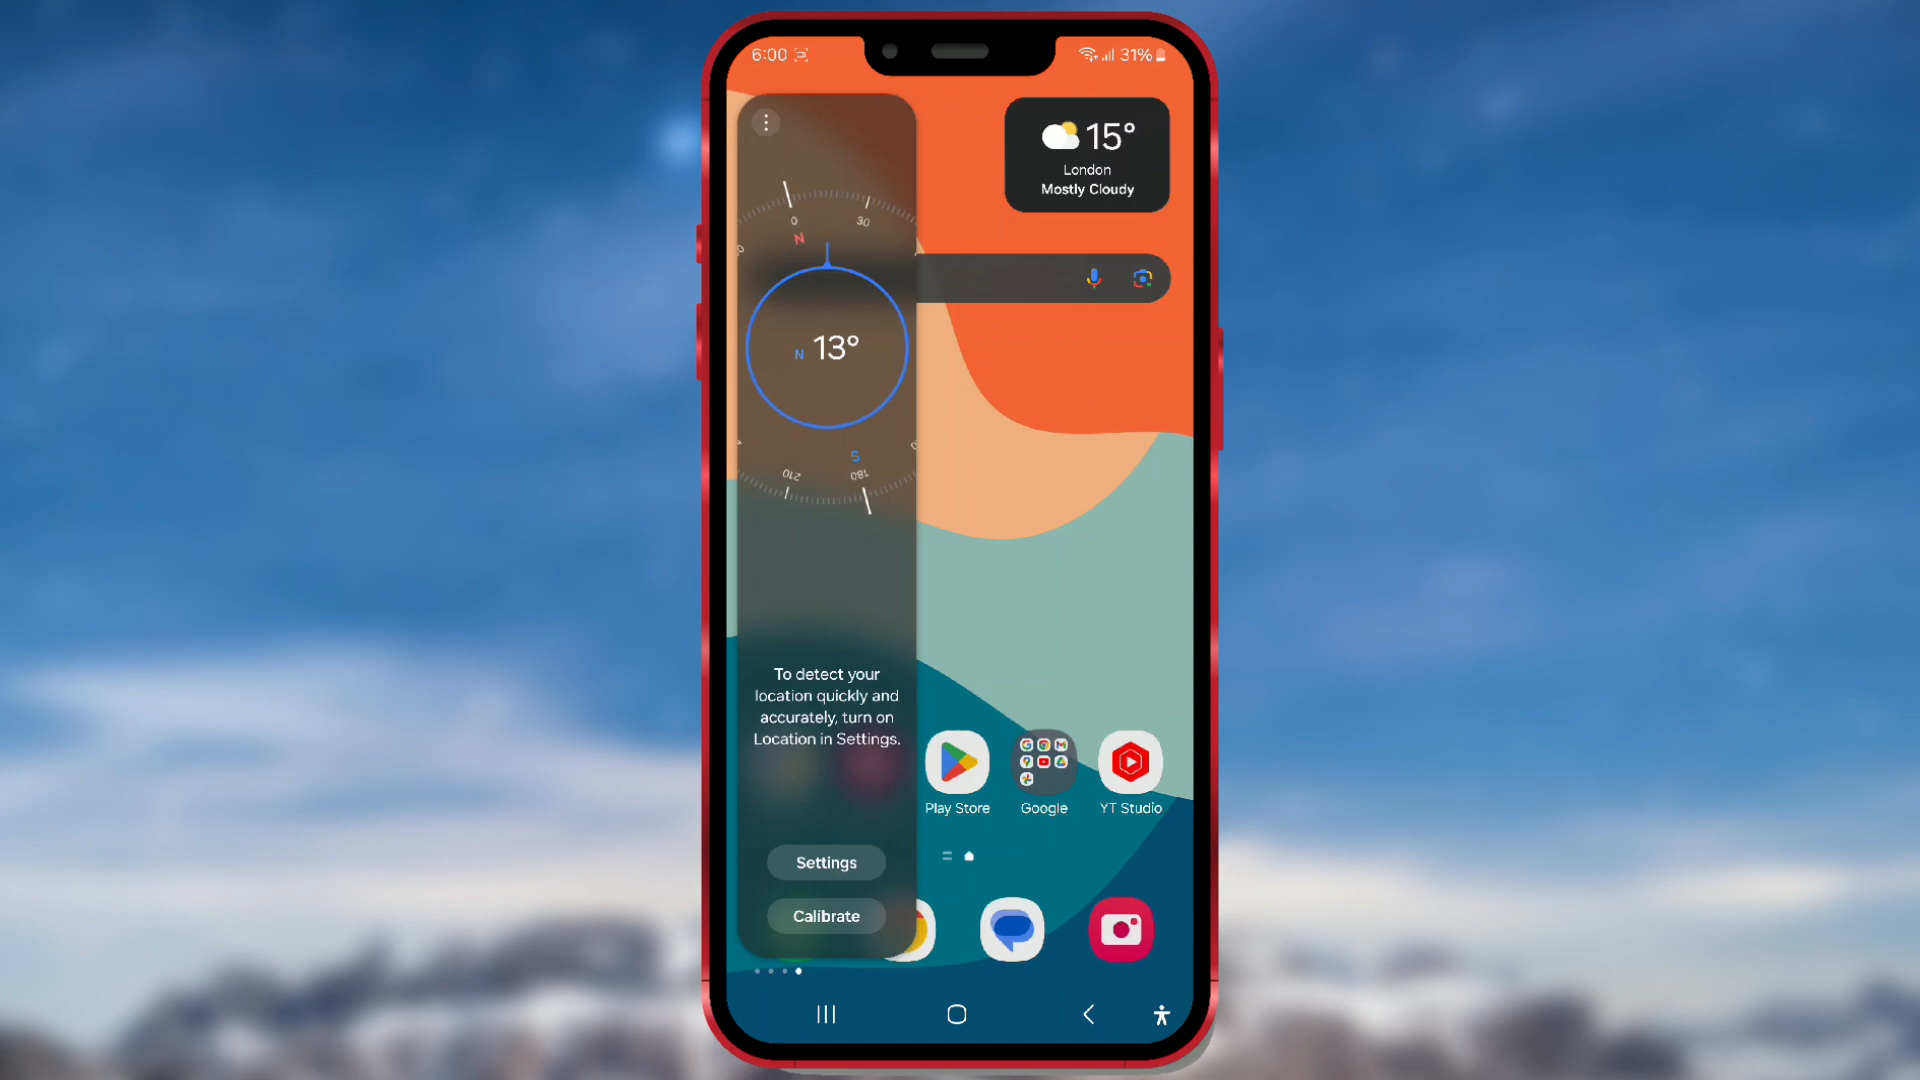 6:00
31%
15°
London
Mostly Cloudy
0
30
N
N 13°
S
210
180
To detect your
location quickly and
accurately, turn on
Location in Settings.
Play Store
Google
YT Studio
Settings
Calibrate